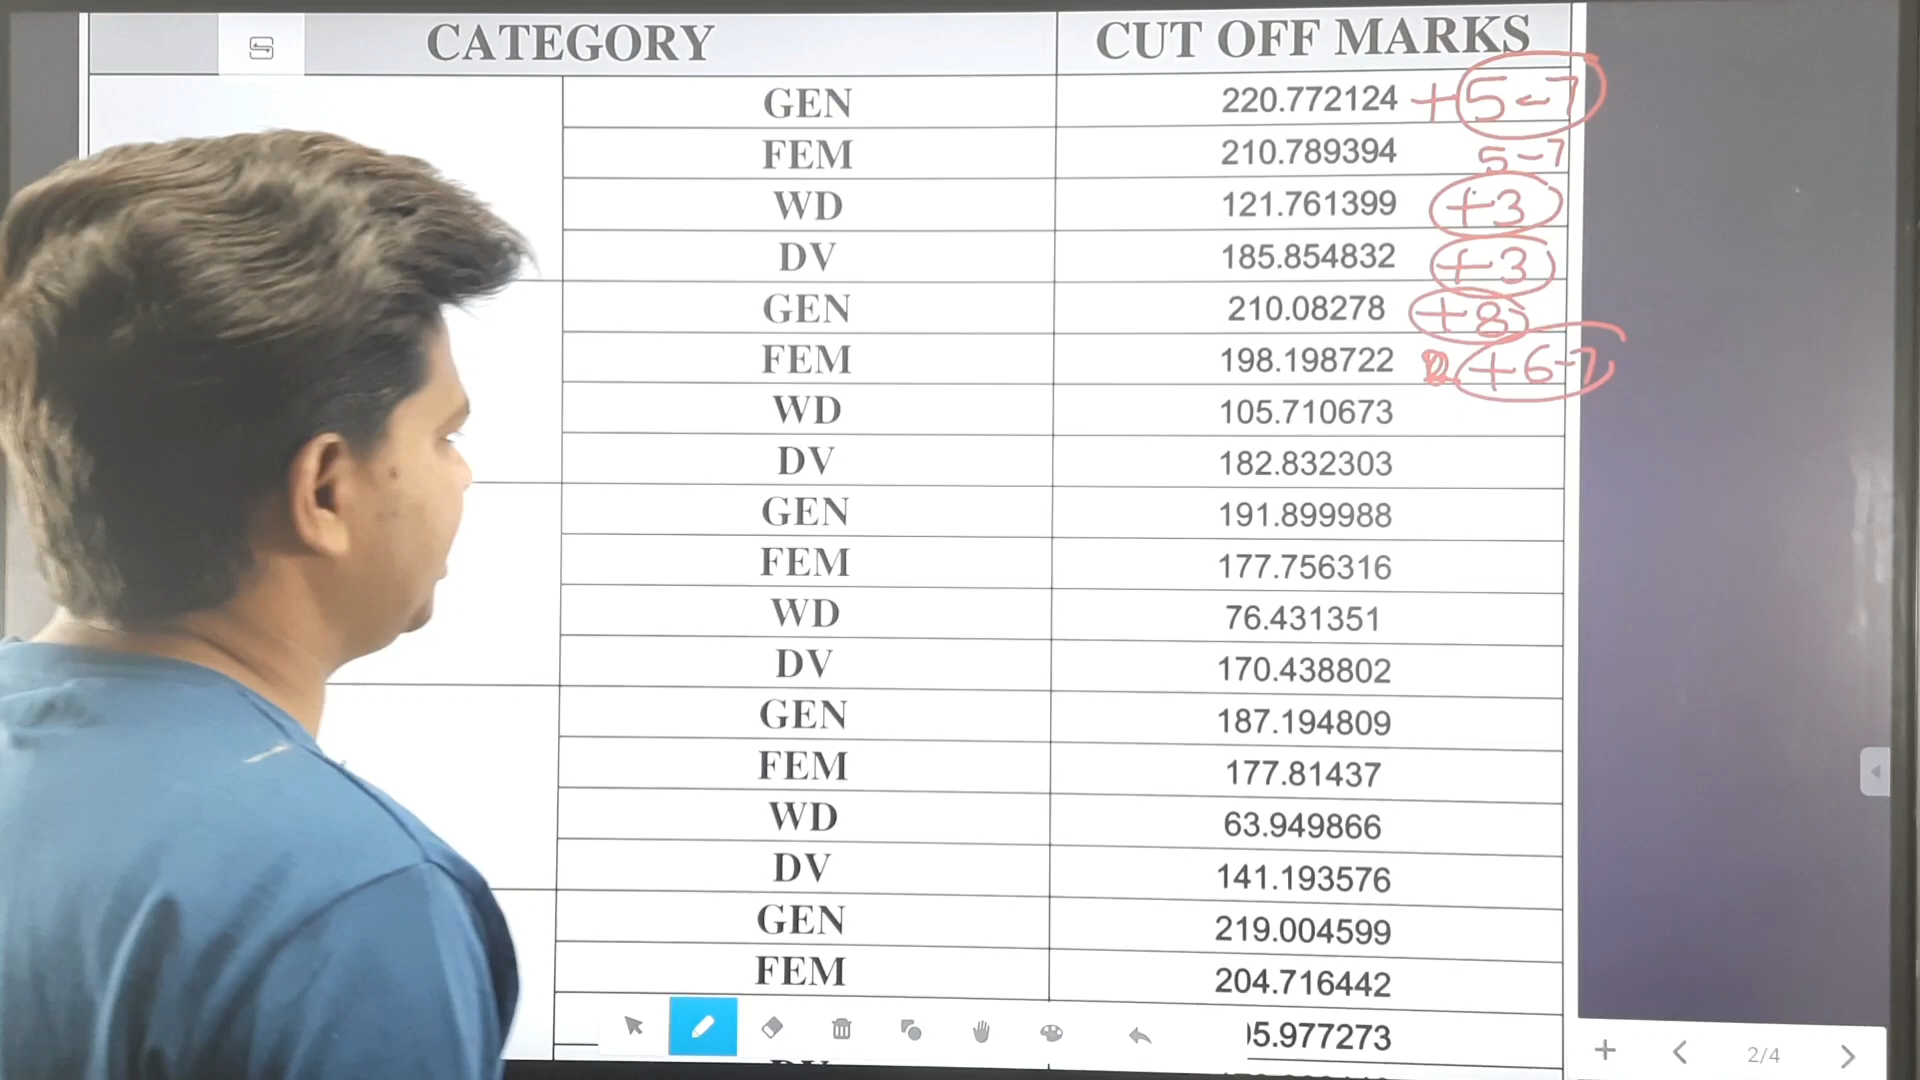 CATEGORY CUT OFF MARKS
GEN 220.772124 +5-7
FEM 210.789394 5-7
WD 121.761399 +3
DV 185.854832 +3
GEN 210.08278 +8
FEM 198.198722 +6-7
WD 105.710673
DV 182.832303
GEN 191.899988
FEM 177.756316
WD 76.431351
DV 170.438802
GEN 187.194809
FEM 177.81437
WD 63.949866
DV 141.193576
GEN 219.004599
FEM 204.716442
5.977273
2/4